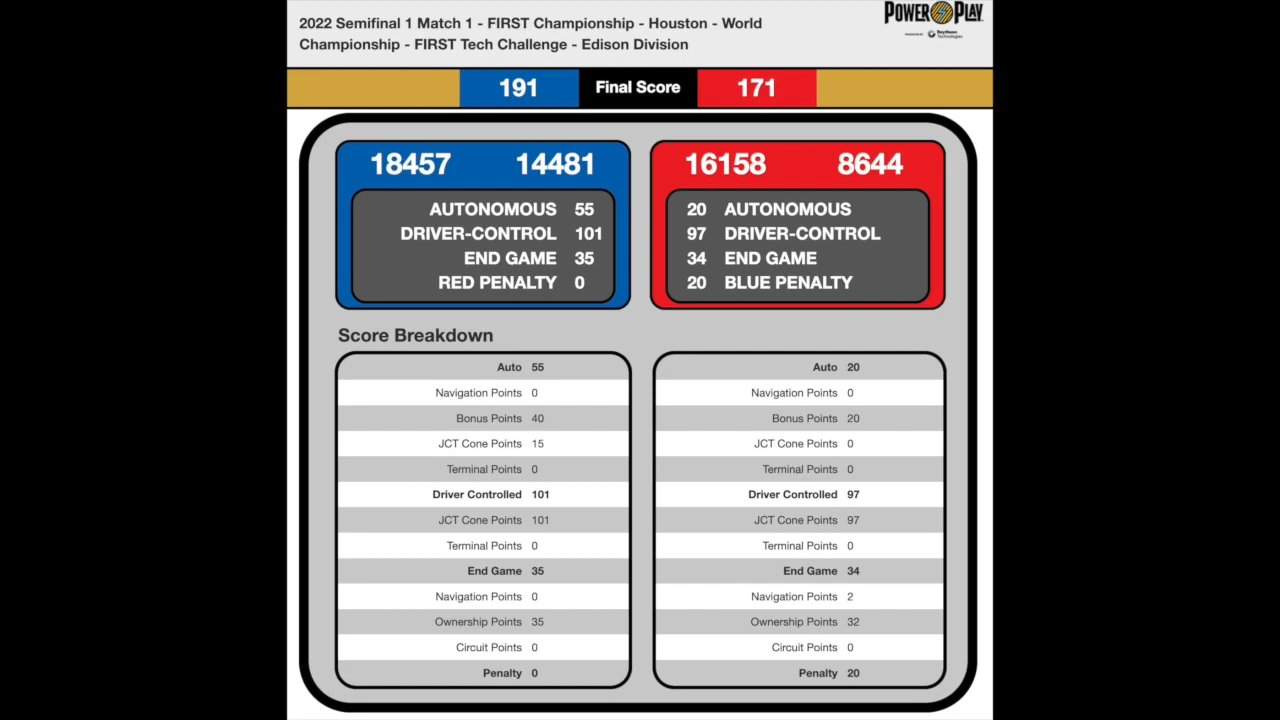 2022 Semifinal 1 Match 1 - FIRST Championship - Houston - World
Championship - FIRST Tech Challenge - Edison Division
POWERPLAY
PRESENTED BY Raytheon Technologies
191 Final Score 171
18457 14481
AUTONOMOUS 55
DRIVER-CONTROL 101
END GAME 35
RED PENALTY 0
16158 8644
20 AUTONOMOUS
97 DRIVER-CONTROL
34 END GAME
20 BLUE PENALTY
Score Breakdown
Auto 55
Navigation Points 0
Bonus Points 40
JCT Cone Points 15
Terminal Points 0
Driver Controlled 101
JCT Cone Points 101
Terminal Points 0
End Game 35
Navigation Points 0
Ownership Points 35
Circuit Points 0
Penalty 0
Auto 20
Navigation Points 0
Bonus Points 20
JCT Cone Points 0
Terminal Points 0
Driver Controlled 97
JCT Cone Points 97
Terminal Points 0
End Game 34
Navigation Points 2
Ownership Points 32
Circuit Points 0
Penalty 20